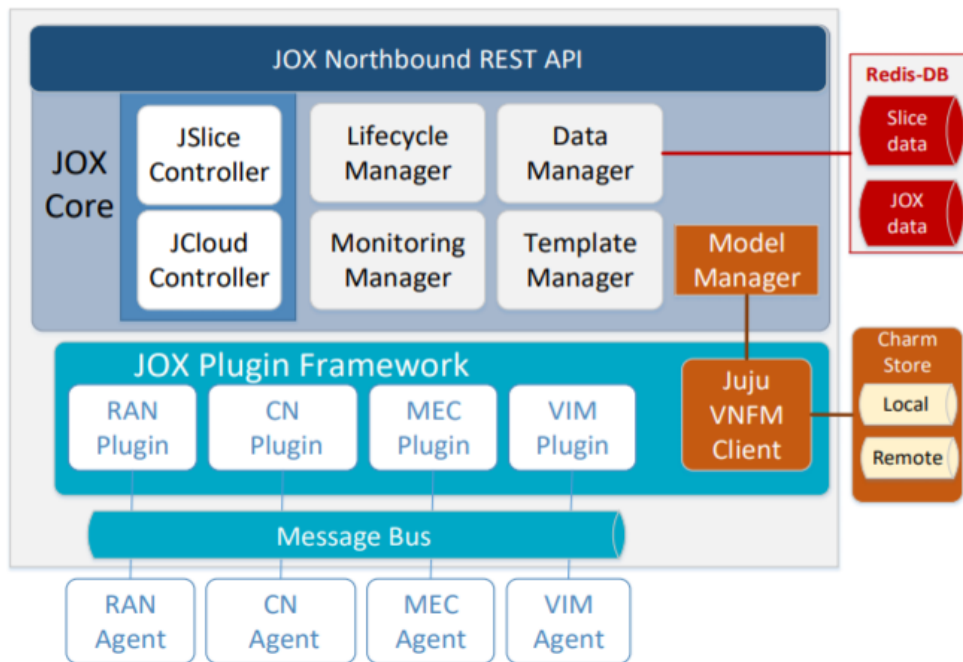 JOX Northbound REST API
JOX
Core
JSlice
Controller
Lifecycle
Manager
Data
Manager
JCloud
Controller
Monitoring
Manager
Template
Manager
Model
Manager
Redis-DB
Slice
data
JOX
data
JOX Plugin Framework
RAN
Plugin
CN
Plugin
MEC
Plugin
VIM
Plugin
Juju
VNFM
Client
Charm
Store
Local
Remote
Message Bus
RAN
Agent
CN
Agent
MEC
Agent
VIM
Agent